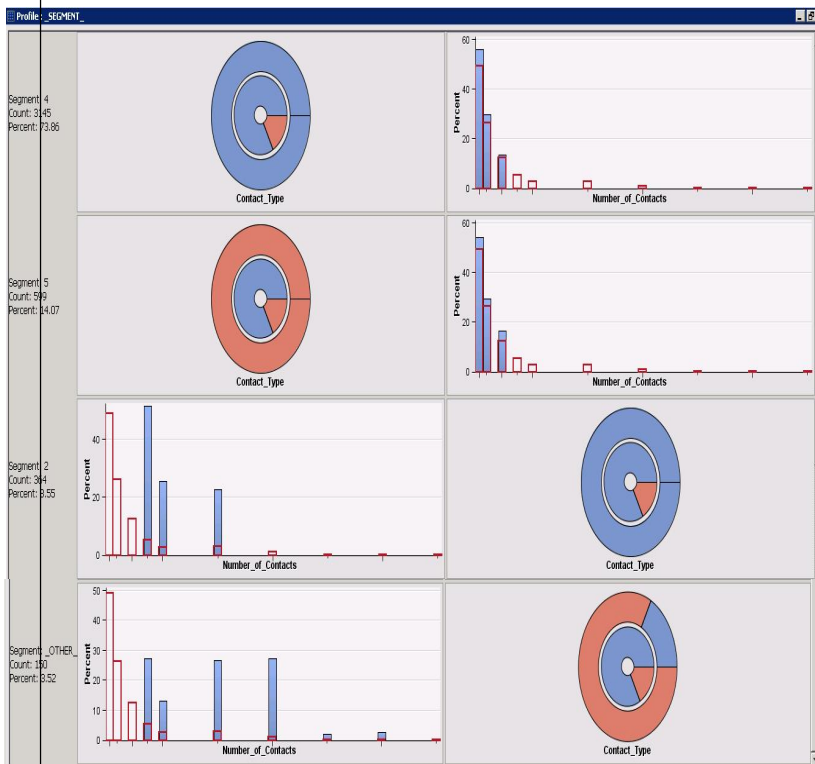 Profile : _SEGMENT_
Segment: 4
Count: 3145
Percent: 73.86
Contact_Type
60
40
20
0
Percent
Number_of_Contacts
Segment: 5
Count: 599
Percent: 14.07
Contact_Type
60
40
20
0
Percent
Number_of_Contacts
Segment: 2
Count: 364
Percent: 8.55
40
20
0
Percent
Number_of_Contacts
Contact_Type
Segment: _OTHER_
Count: 150
Percent: 3.52
50
40
30
20
10
0
Percent
Number_of_Contacts
Contact_Type